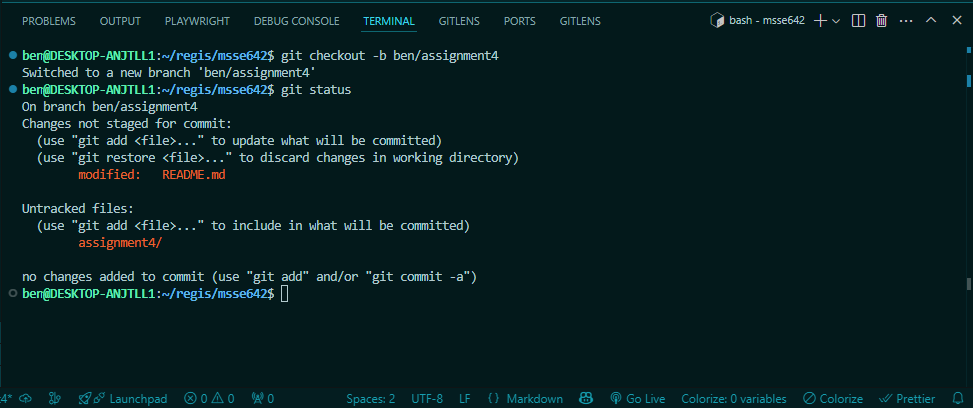 PROBLEMS OUTPUT PLAYWRIGHT DEBUG CONSOLE TERMINAL GITLENS PORTS GITLENS bash - msse642
ben@DESKTOP-ANJTLL1:~/regis/msse642$ git checkout -b ben/assignment4
Switched to a new branch 'ben/assignment4'
ben@DESKTOP-ANJTLL1:~/regis/msse642$ git status
On branch ben/assignment4
Changes not staged for commit:
  (use "git add <file>..." to update what will be committed)
  (use "git restore <file>..." to discard changes in working directory)
        modified:   README.md
Untracked files:
  (use "git add <file>..." to include in what will be committed)
        assignment4/
no changes added to commit (use "git add" and/or "git commit -a")
ben@DESKTOP-ANJTLL1:~/regis/msse642$
4* Launchpad 0 0 0 Spaces: 2 UTF-8 LF {} Markdown Go Live Colorize: 0 variables Colorize Prettier